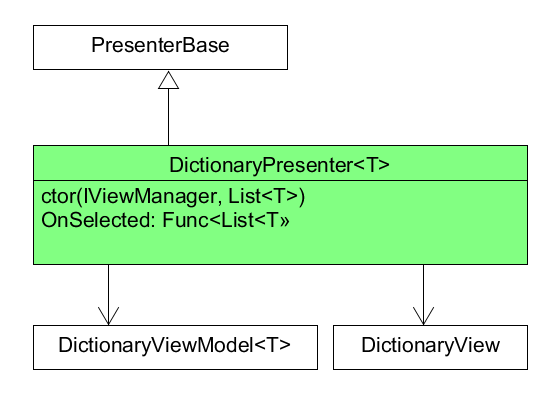 PresenterBase
DictionaryPresenter<T>
ctor(IViewManager, List<T>)
OnSelected: Func<List<T»
DictionaryViewModel<T>
DictionaryView